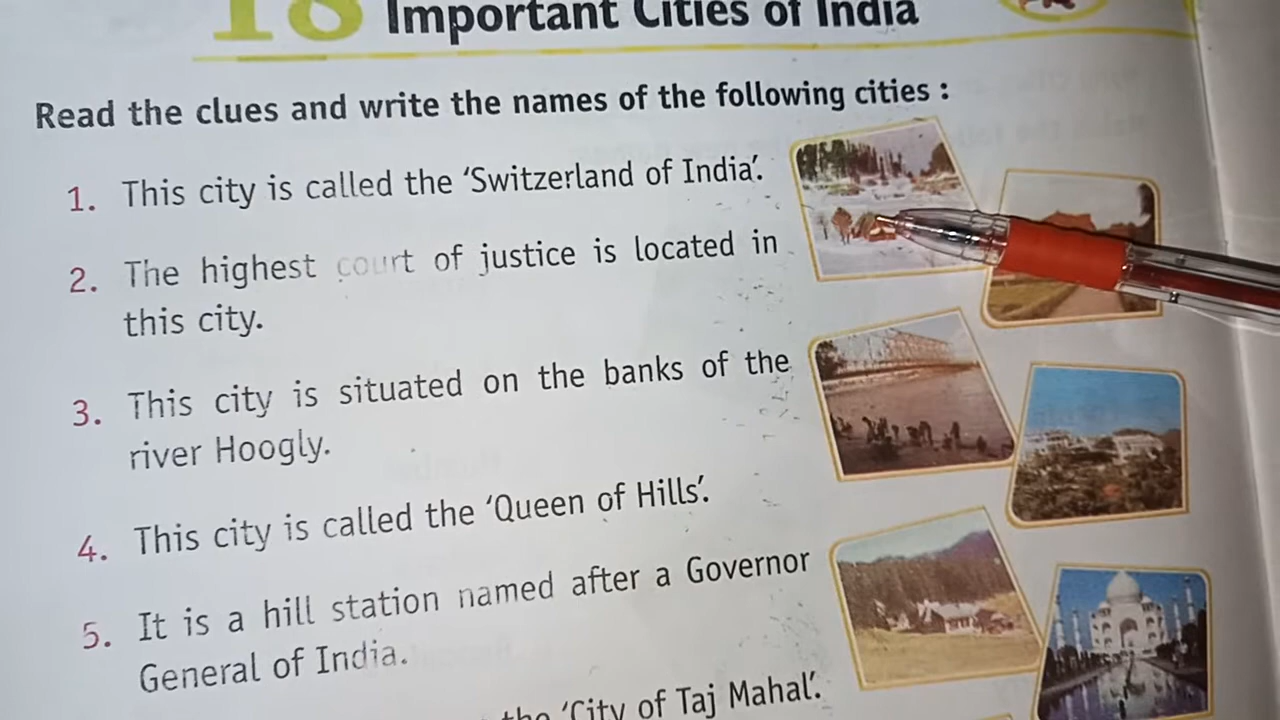 18 Important Cities of India
Read the clues and write the names of the following cities :
1. This city is called the ‘Switzerland of India’.
2. The highest court of justice is located in
this city.
3. This city is situated on the banks of the
river Hoogly.
4. This city is called the ‘Queen of Hills’.
5. It is a hill station named after a Governor
General of India.
the ‘City of Taj Mahal’.